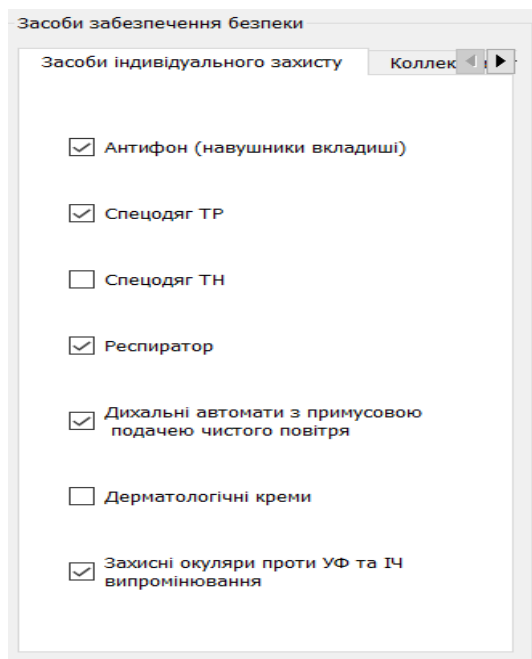 Засоби забезпечення безпеки
Засоби індивідуального захисту Коллек
Антифон (навушники вкладиші)
Спецодяг ТР
Спецодяг ТН
Респиратор
Дихальні автомати з примусовою
подачею чистого повітря
Дерматологічні креми
Захисні окуляри проти УФ та ІЧ
випромінювання